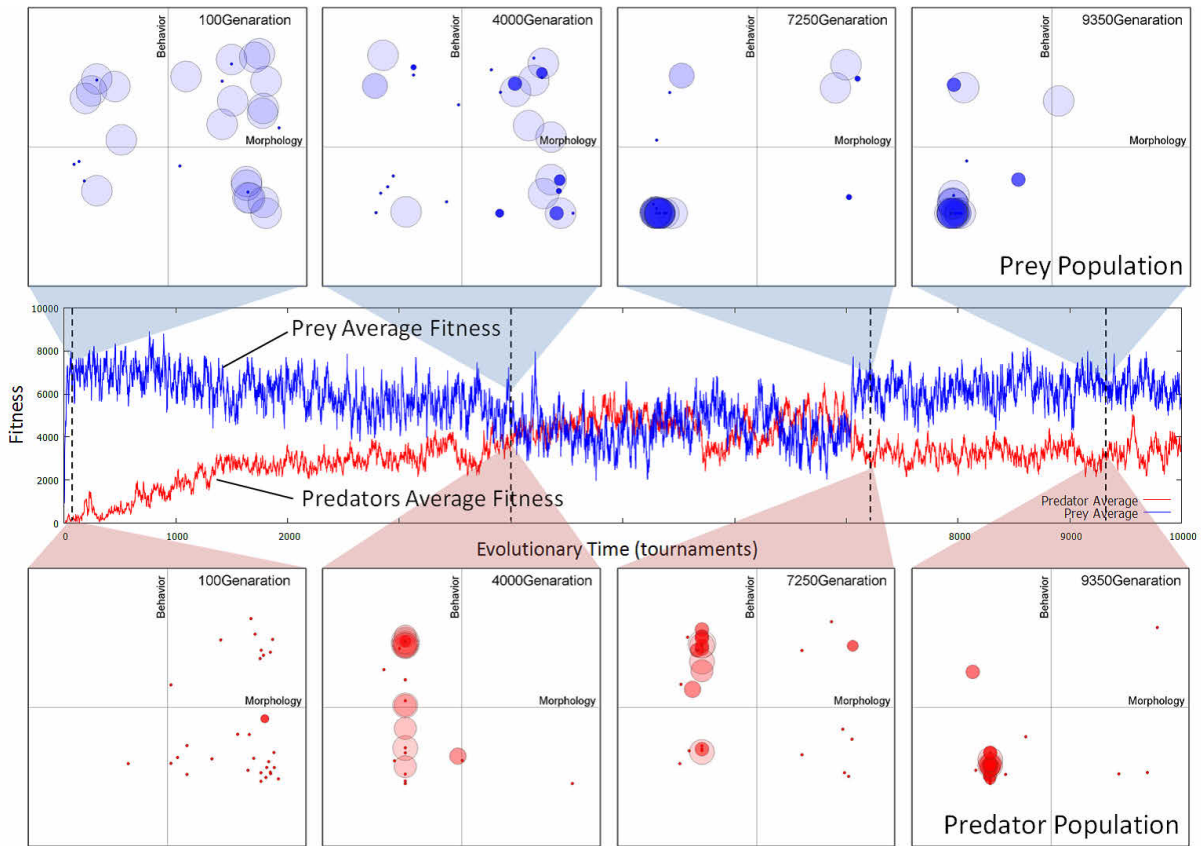 Behavior 100Genaration
Morphology
Behavior 4000Genaration
Morphology
Behavior 7250Genaration
Morphology
Behavior 9350Genaration
Morphology
Prey Population
10000
8000
6000
4000
2000
0
Fitness
Prey Average Fitness
Predators Average Fitness
Predator Average
Prey Average
0 1000 2000 8000 9000 10000
Evolutionary Time (tournaments)
Behavior 100Genaration
Morphology
Behavior 4000Genaration
Morphology
Behavior 7250Genaration
Morphology
Behavior 9350Genaration
Morphology
Predator Population